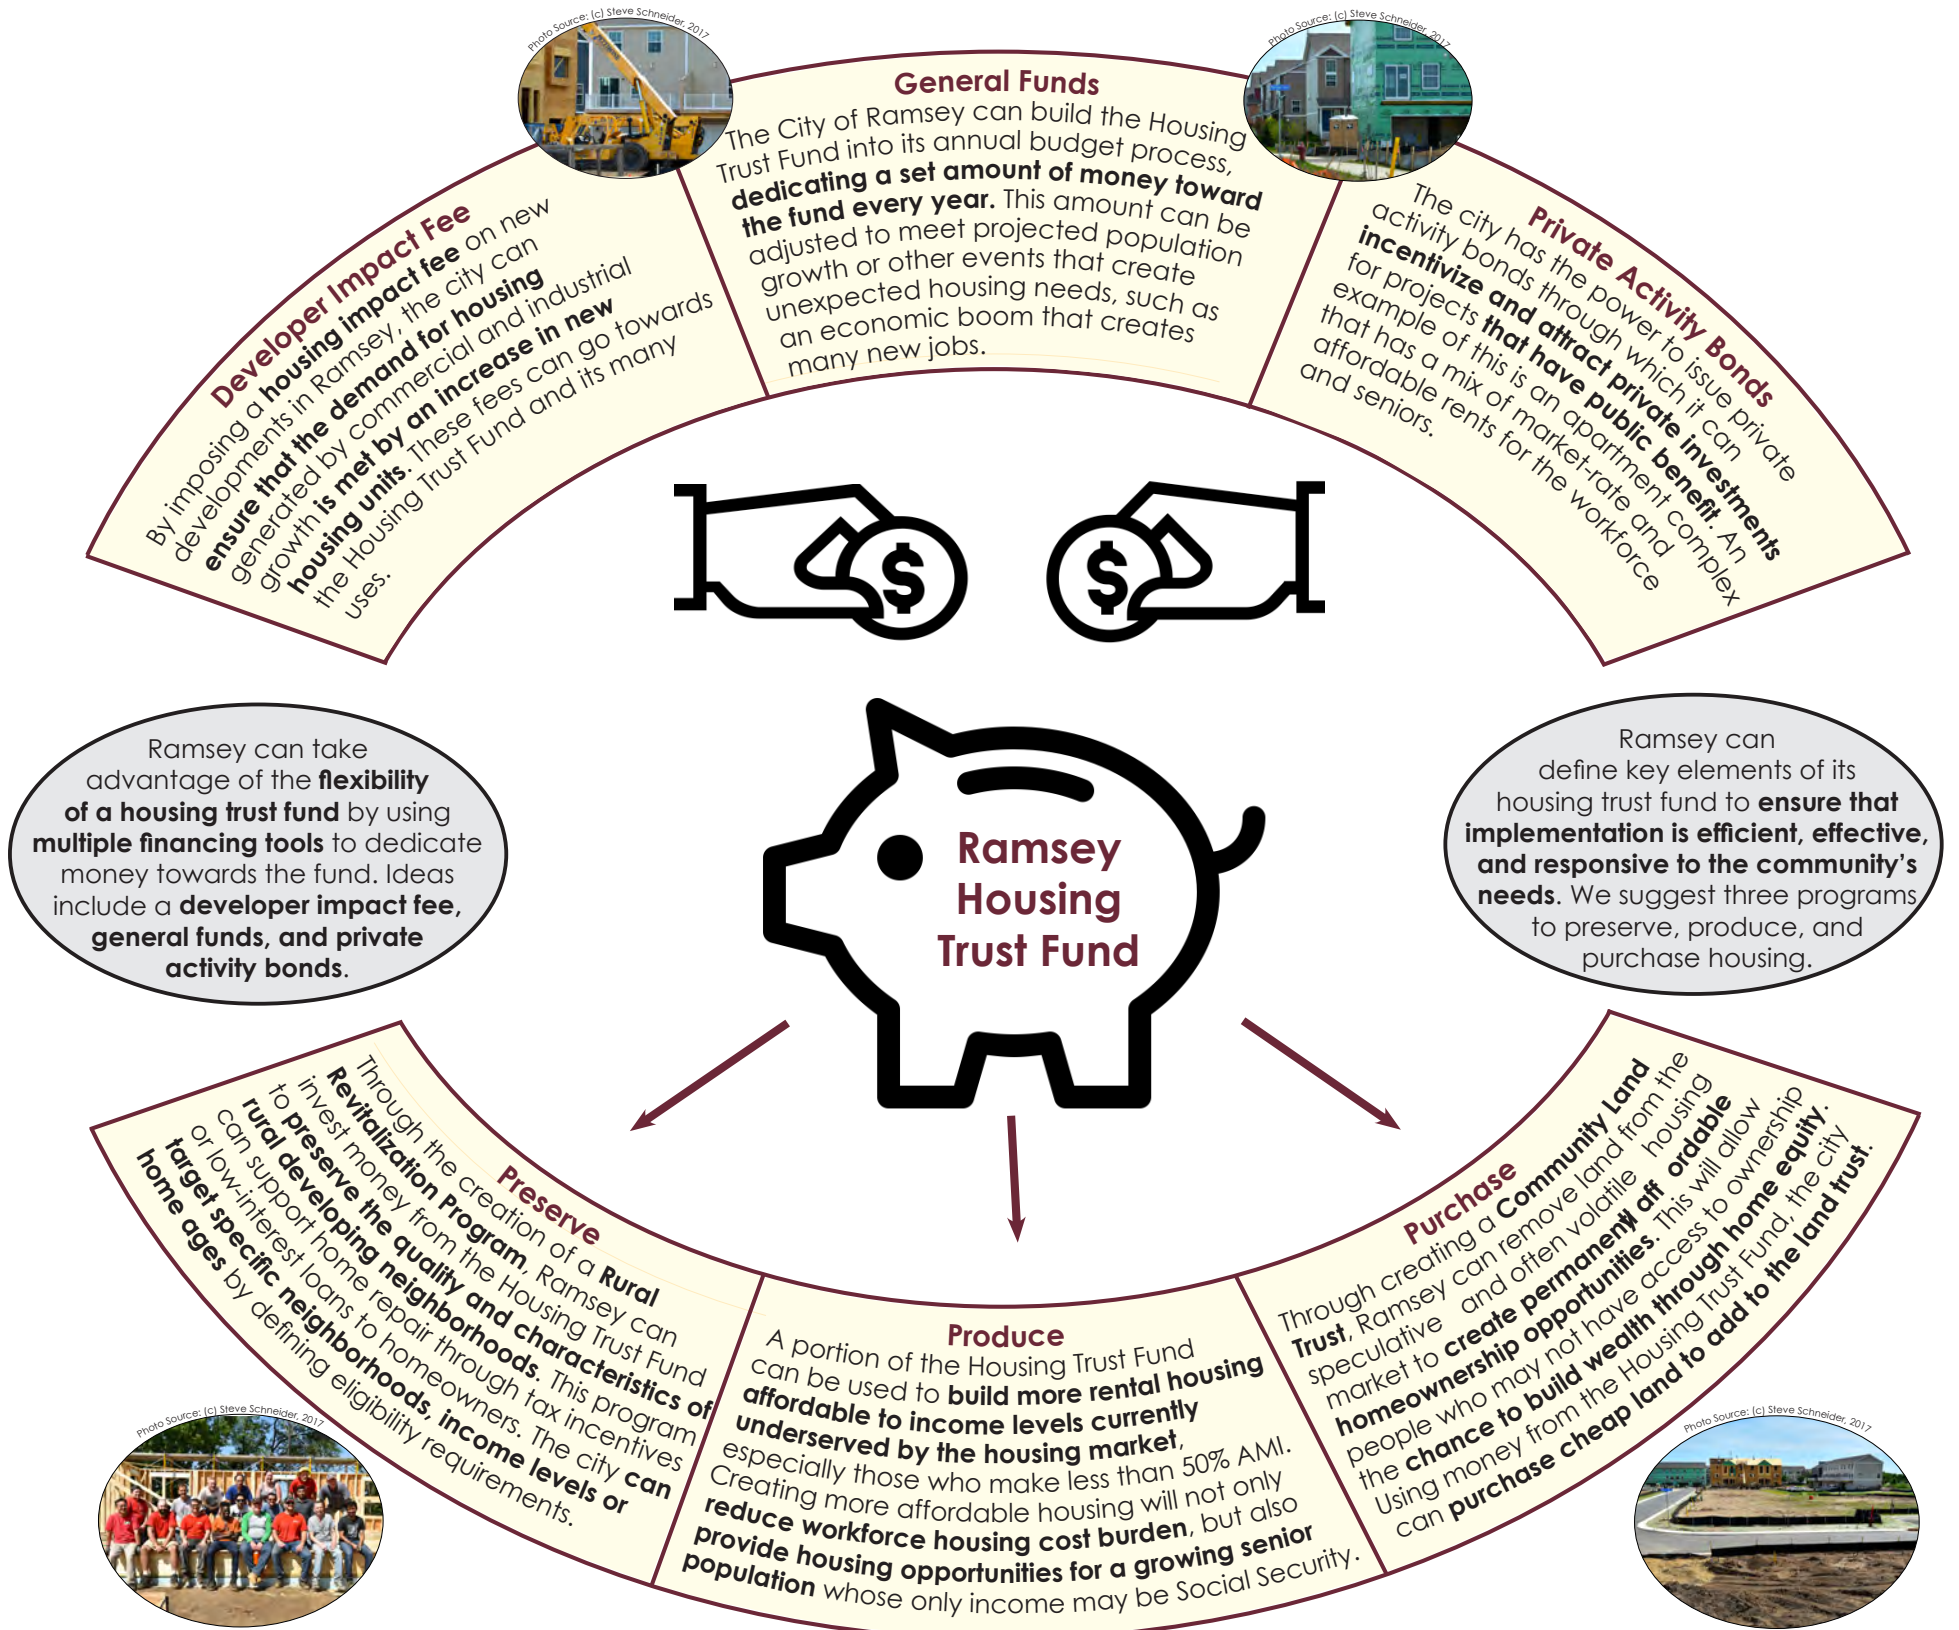 Photo Source: (c) Steve Schneider, 2017
Photo Source: (c) Steve Schneider, 2017
Developer Impact Fee
By imposing a housing impact fee on new
developments in Ramsey, the city can
ensure that the demand for housing
generated by commercial and industrial
growth is met by an increase in new
housing units. These fees can go towards
the Housing Trust Fund and its many
uses.
General Funds
The City of Ramsey can build the Housing
Trust Fund into its annual budget process,
dedicating a set amount of money toward
the fund every year. This amount can be
adjusted to meet projected population
growth or other events that create
unexpected housing needs, such as
an economic boom that creates
many new jobs.
Private Activity Bonds
The city has the power to issue private
activity bonds through which it can
incentivize and attract private investments
for projects that have public benefit. An
example of this is an apartment complex
that has a mix of market-rate and
affordable rents for the workforce
and seniors.
$
$
Ramsey can take
advantage of the flexibility
of a housing trust fund by using
multiple financing tools to dedicate
money towards the fund. Ideas
include a developer impact fee,
general funds, and private
activity bonds.
Ramsey
Housing
Trust Fund
Ramsey can
define key elements of its
housing trust fund to ensure that
implementation is efficient, effective,
and responsive to the community's
needs. We suggest three programs
to preserve, produce, and
purchase housing.
Preserve
Through the creation of a Rural
Revitalization Program, Ramsey can
invest money from the Housing Trust Fund
to preserve the quality and characteristics of
rural developing neighborhoods. This program
can support home repair through tax incentives
or low-interest loans to homeowners. The city can
target specific neighborhoods, income levels or
home ages by defining eligibility requirements.
Produce
A portion of the Housing Trust Fund
can be used to build more rental housing
affordable to income levels currently
underserved by the housing market,
especially those who make less than 50% AMI.
Creating more affordable housing will not only
reduce workforce housing cost burden, but also
provide housing opportunities for a growing senior
population whose only income may be Social Security.
Purchase
Through creating a Community Land
Trust, Ramsey can remove land from the
speculative and often volatile housing
market to create permanently aff ordable
homeownership opportunities. This will allow
people who may not have access to ownership
the chance to build wealth through home equity.
Using money from the Housing Trust Fund, the city
can purchase cheap land to add to the land trust.
Photo Source: (c) Steve Schneider, 2017
Photo Source: (c) Steve Schneider, 2017